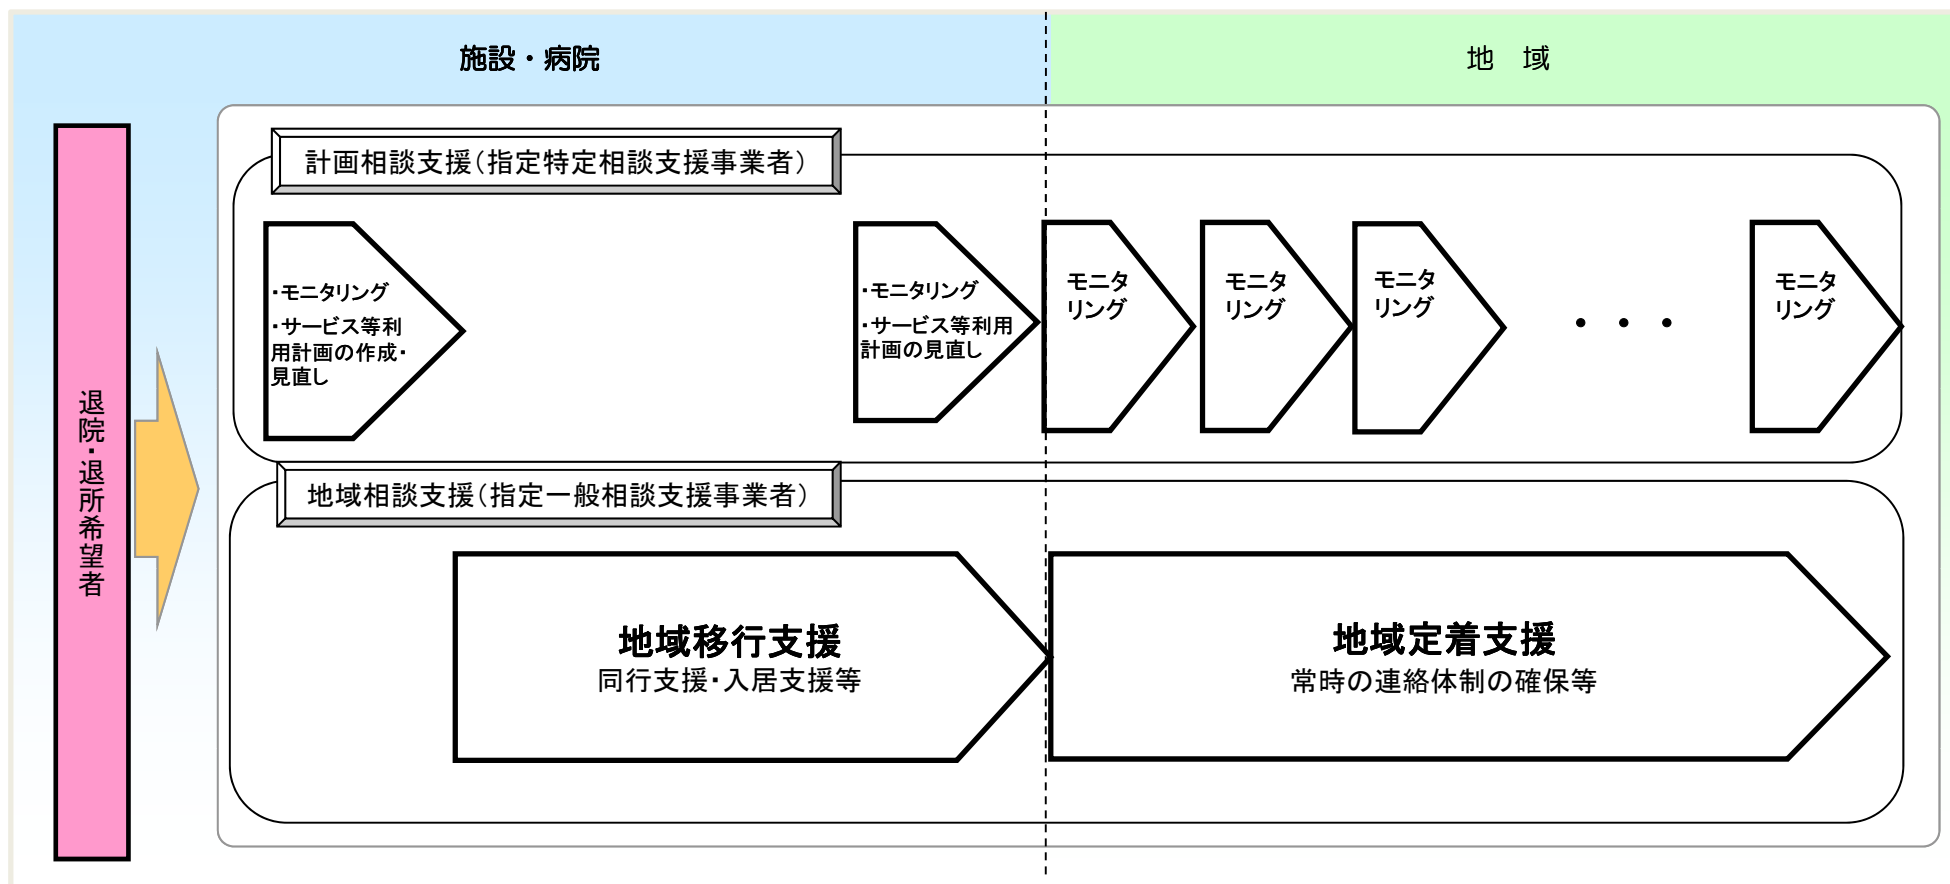 施設・病院
地　域
退院・退所希望者
計画相談支援(指定特定相談支援事業者)
・モニタリング
・サービス等利
用計画の作成・
見直し
・モニタリング
・サービス等利用
計画の見直し
モニタ
リング
モニタ
リング
モニタ
リング
・・・
モニタ
リング
地域相談支援(指定一般相談支援事業者)
地域移行支援
同行支援・入居支援等
地域定着支援
常時の連絡体制の確保等